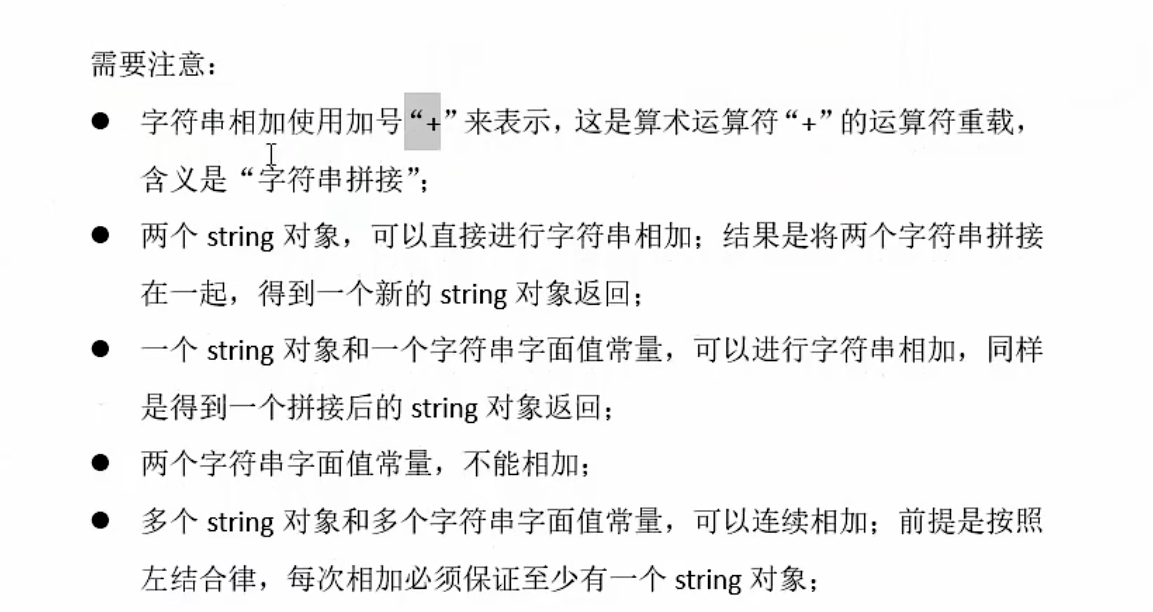 需要注意：
● 字符串相加使用加号“+”来表示，这是算术运算符“+”的运算符重载，
含义是“字符串拼接”；
● 两个 string 对象，可以直接进行字符串相加；结果是将两个字符串拼接
在一起，得到一个新的 string 对象返回；
● 一个 string 对象和一个字符串字面值常量，可以进行字符串相加，同样
是得到一个拼接后的 string 对象返回；
● 两个字符串字面值常量，不能相加；
● 多个 string 对象和多个字符串字面值常量，可以连续相加；前提是按照
左结合律，每次相加必须保证至少有一个 string 对象；